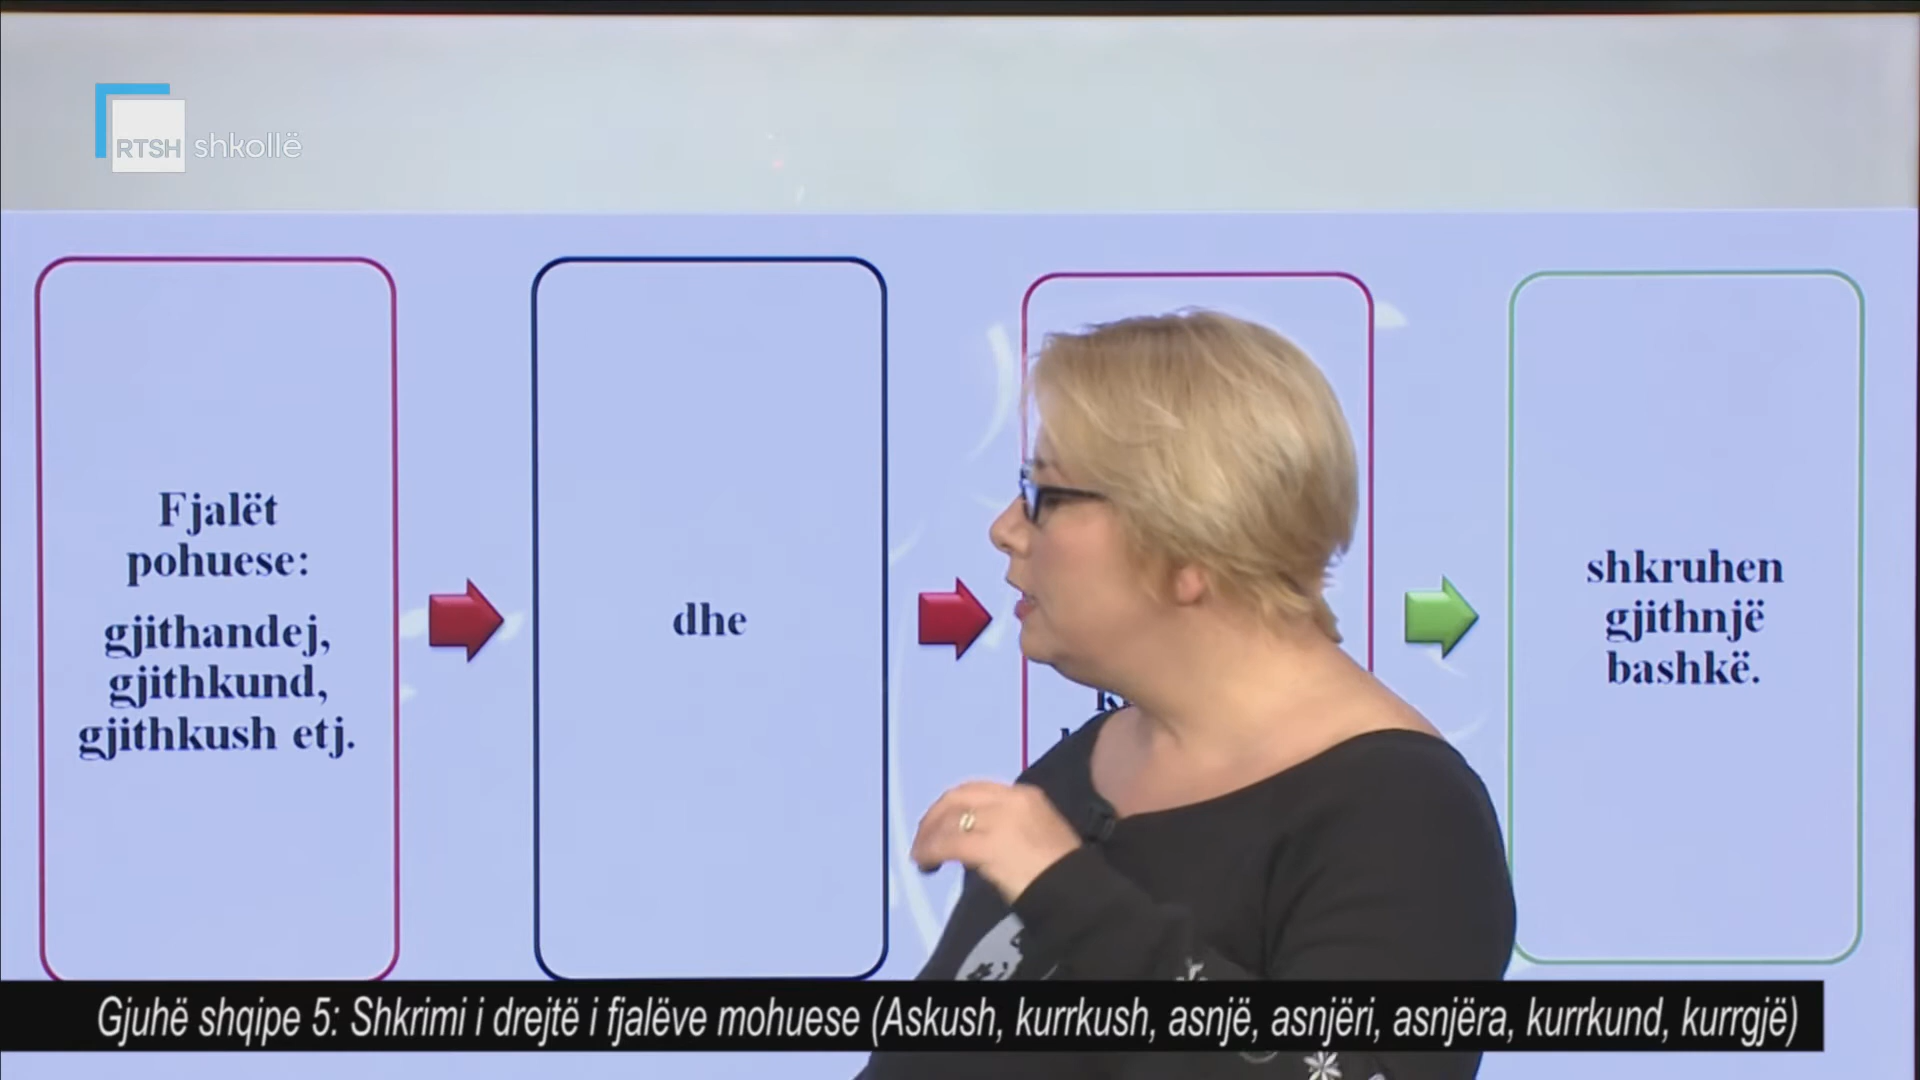 RTSH shkollë
Fjalët
pohuese:
gjithandej,
gjithkund,
gjithkush etj.
dhe
shkruhen
gjithnjë
bashkë.
Gjuhë shqipe 5: Shkrimi i drejtë i fjalëve mohuese (Askush, kurrkush, asnjë, asnjëri, asnjëra, kurrkund, kurrgjë)